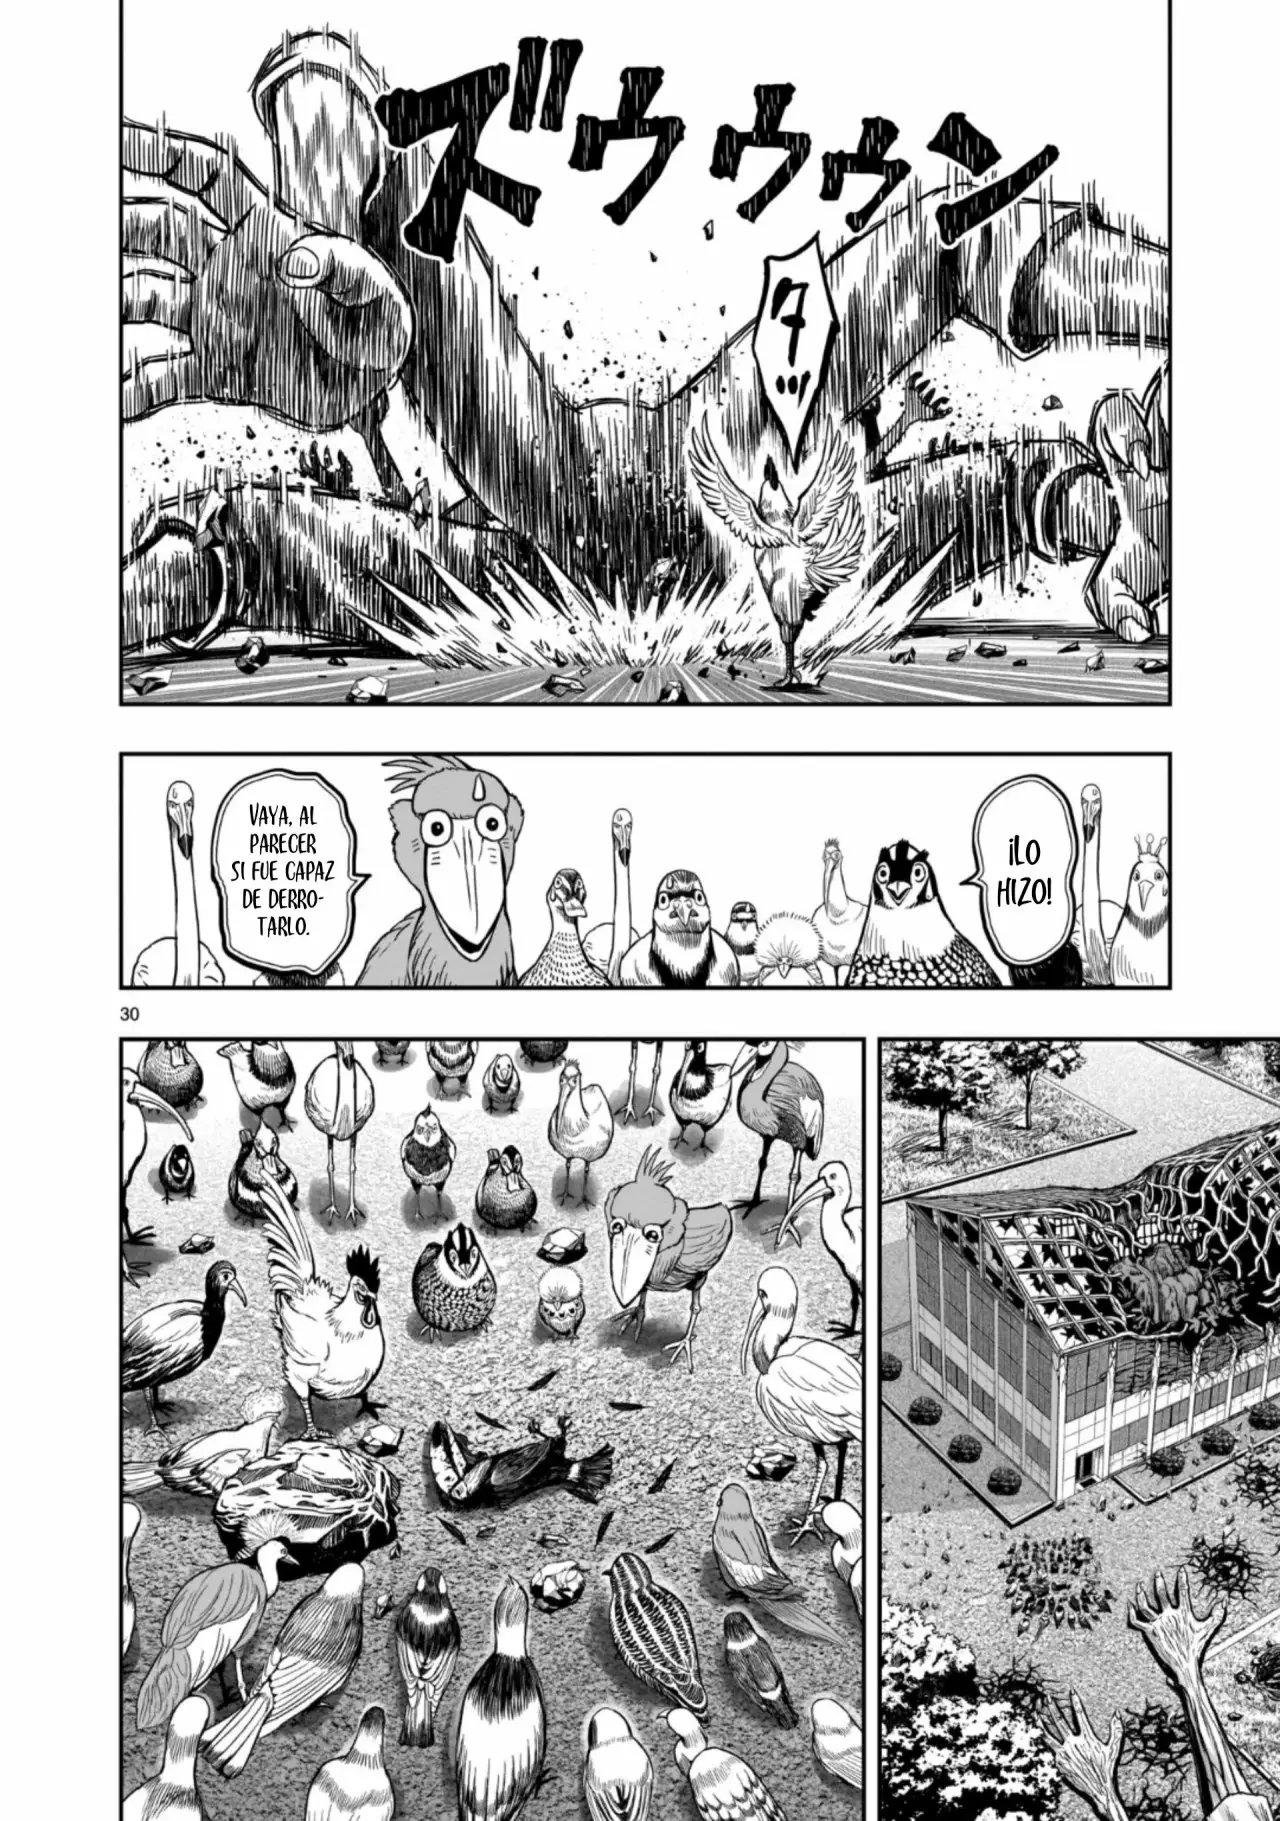 ズウウウン
タッ
¡LO
HIZO!
VAYA, AL
PARECER
SI FUE CAPAZ
DE DERRO-
TARLO.
30